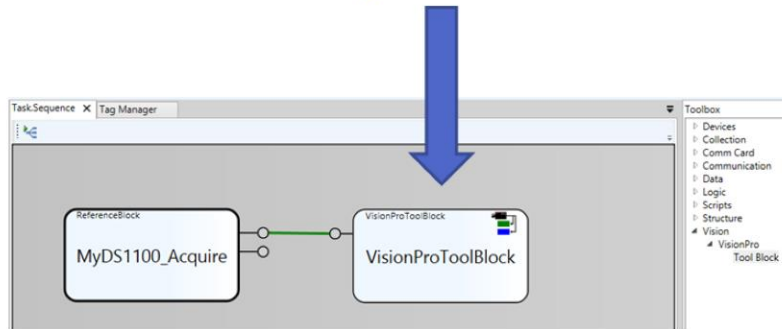 Task.Sequence X Tag Manager
Toolbox
Devices
Collection
Comm Card
Communication
Data
Logic
Scripts
Structure
Vision
VisionPro
Tool Block
ReferenceBlock
MyDS1100_Acquire
VisionProToolBlock
VisionProToolBlock